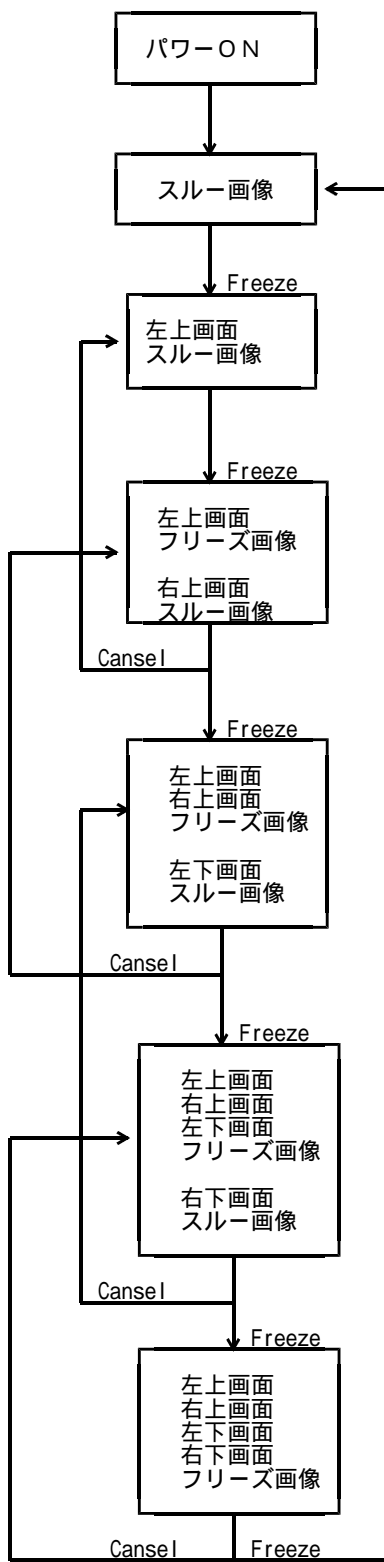 パワーON
スルー画像
Freeze
左上画面
スルー画像
Freeze
左上画面
フリーズ画像
右上画面
スルー画像
Cansel
Freeze
左上画面
右上画面
フリーズ画像
左下画面
スルー画像
Cansel
Freeze
左上画面
右上画面
左下画面
フリーズ画像
右下画面
スルー画像
Cansel
Freeze
左上画面
右上画面
左下画面
右下画面
フリーズ画像
Cansel Freeze